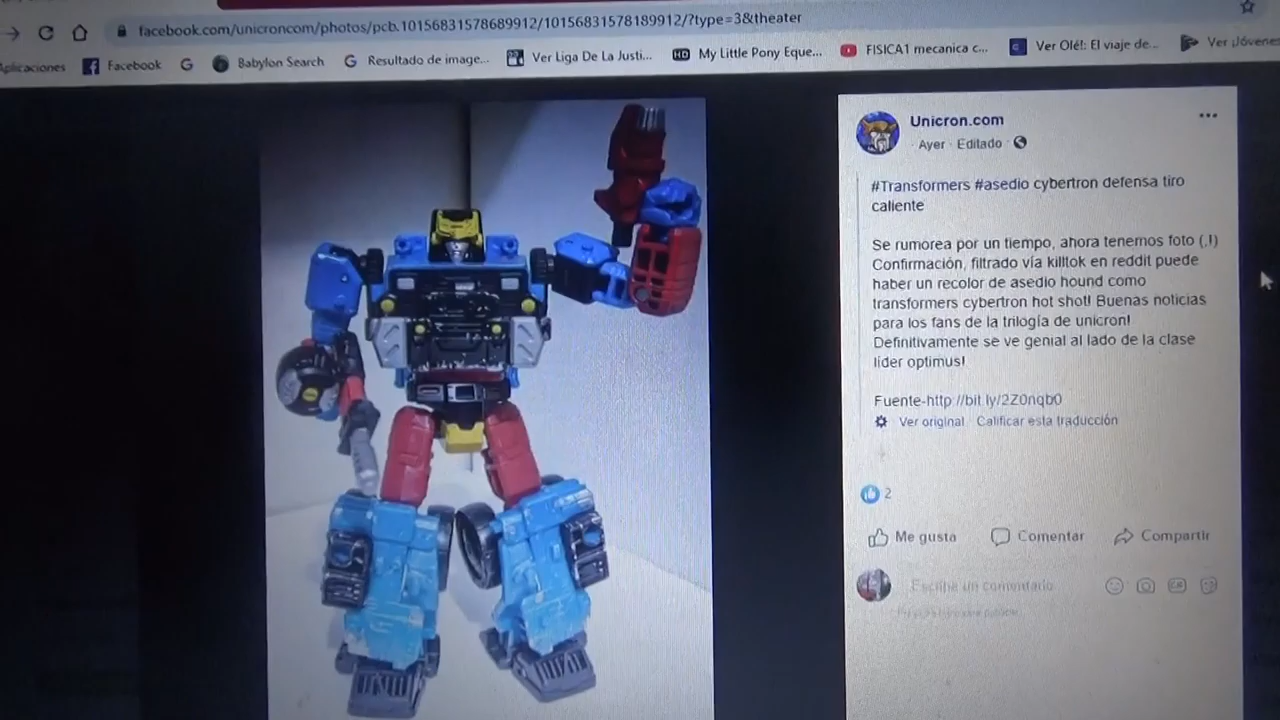 facebook.com/unicroncom/photos/pcb.10156831578689912/10156831578189912/?type=3&theater
Aplicaciones Facebook Babylon Search Resultado de image... Ver Liga De La Justi... HD My Little Pony Eque... FISICA1 mecanica c... Ver Olé!: El viaje de... Ver ¡Jóvenes
Unicron.com
Ayer · Editado ·
#Transformers #asedio cybertron defensa tiro
caliente
Se rumorea por un tiempo, ahora tenemos foto (,!)
Confirmación, filtrado vía killtok en reddit puede
haber un recolor de asedio hound como
transformers cybertron hot shot! Buenas noticias
para los fans de la trilogía de unicron!
Definitivamente se ve genial al lado de la clase
líder optimus!
Fuente-http://bit.ly/2Z0nqb0
Ver original · Calificar esta traducción
2
Me gusta Comentar Compartir
Escribe un comentario